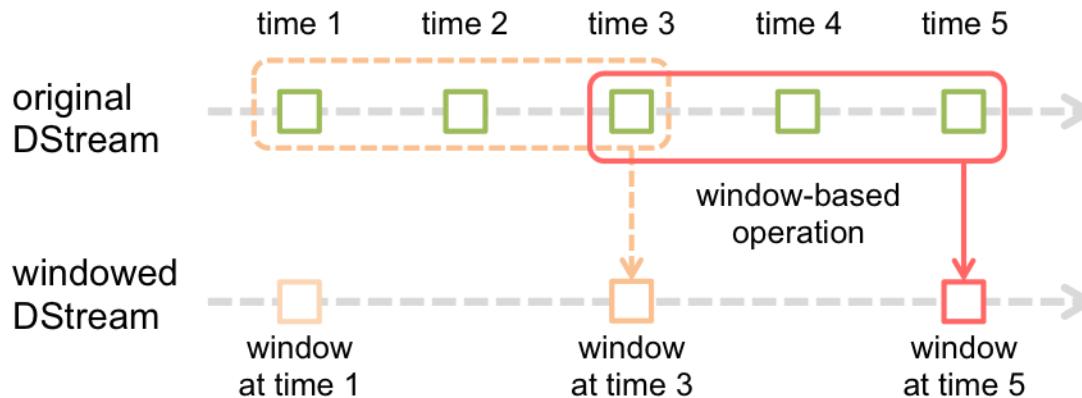 time 1
time 2
time 3
time 4
time 5
original
DStream
window-based
operation
windowed
DStream
window
at time 1
window
at time 3
window
at time 5